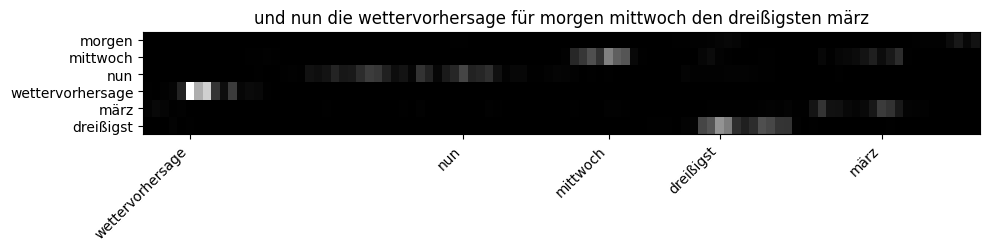 und nun die wettervorhersage für morgen mittwoch den dreißigsten märz
morgen
mittwoch
nun
wettervorhersage
märz
dreißigst
wettervorhersage
nun
mittwoch
dreißigst
märz